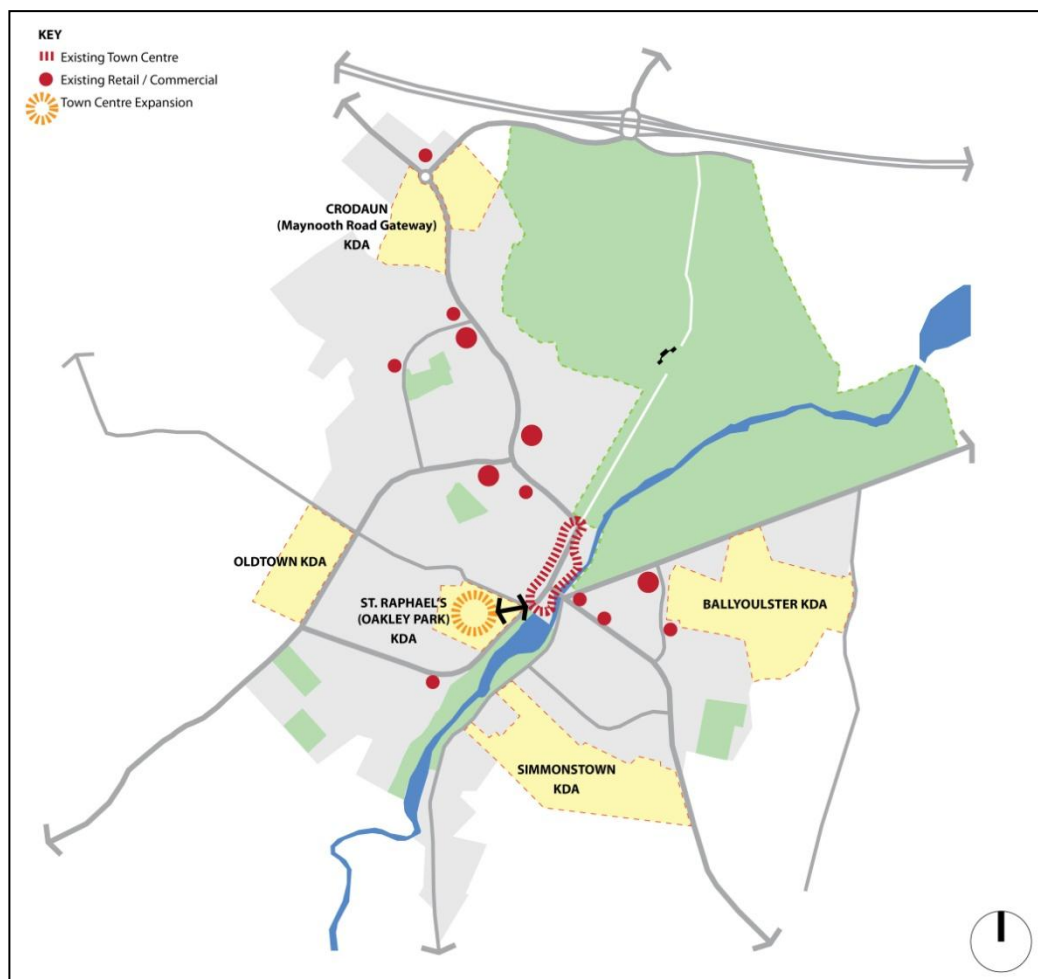 KEY
Existing Town Centre
Existing Retail / Commercial
Town Centre Expansion
CRODAUN
(Maynooth Road Gateway)
KDA
OLDTOWN KDA
ST. RAPHAEL'S
(OAKLEY PARK)
KDA
BALLYOULSTER KDA
SIMMONSTOWN
KDA